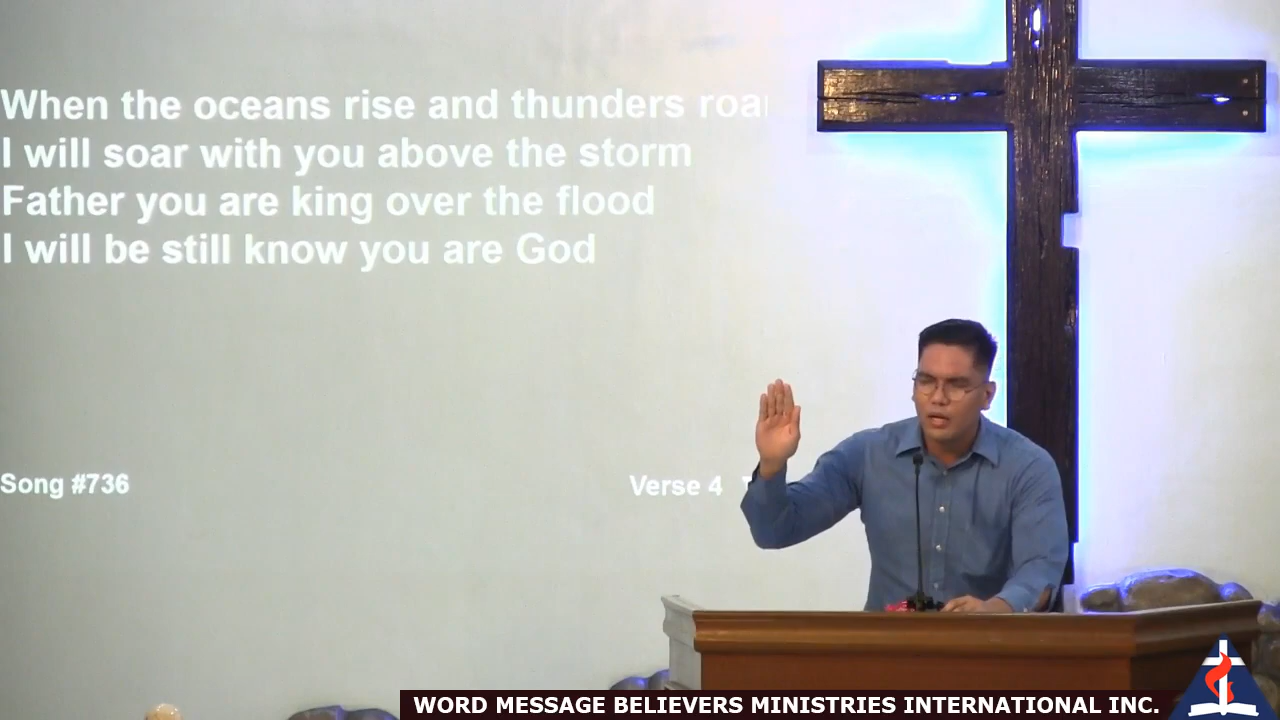 When the oceans rise and thunders roar
I will soar with you above the storm
Father you are king over the flood
I will be still know you are God
Song #736
Verse 4
WORD MESSAGE BELIEVERS MINISTRIES INTERNATIONAL INC.